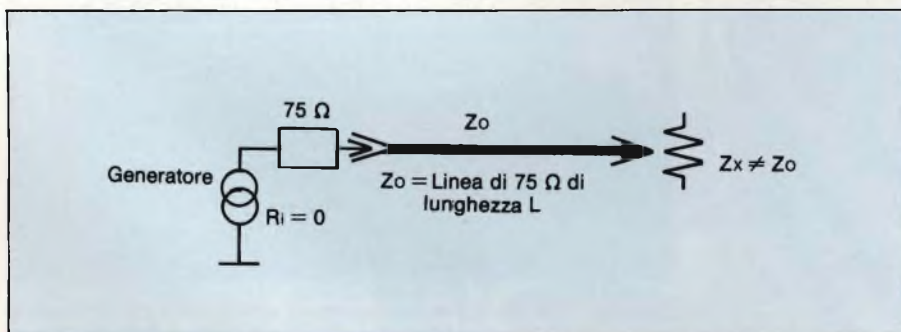 75 Ω
Zo
Generatore
Zx ≠ Zo
Zo = Linea di 75 Ω di
lunghezza L
Ri = 0